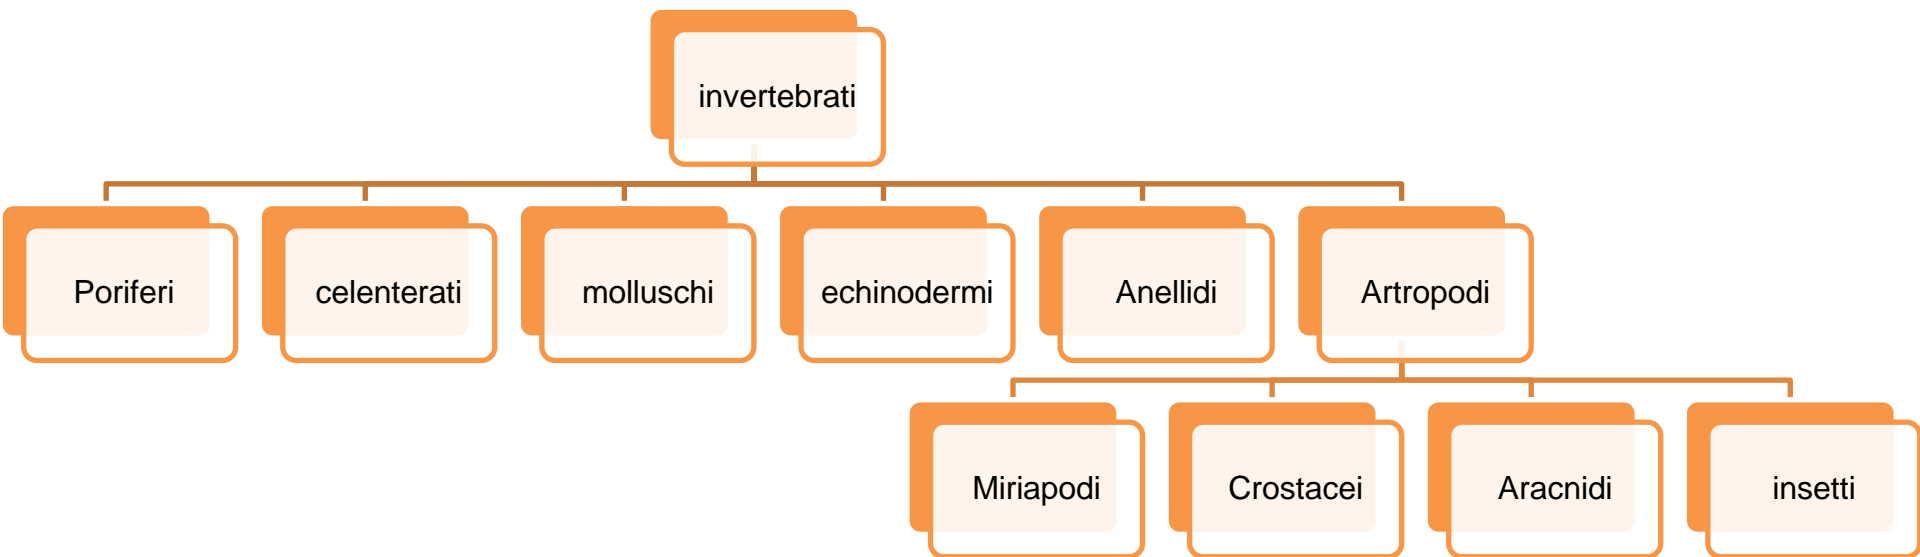 invertebrati
Poriferi
celenterati
molluschi
echinodermi
Anellidi
Artropodi
Miriapodi
Crostacei
Aracnidi
insetti